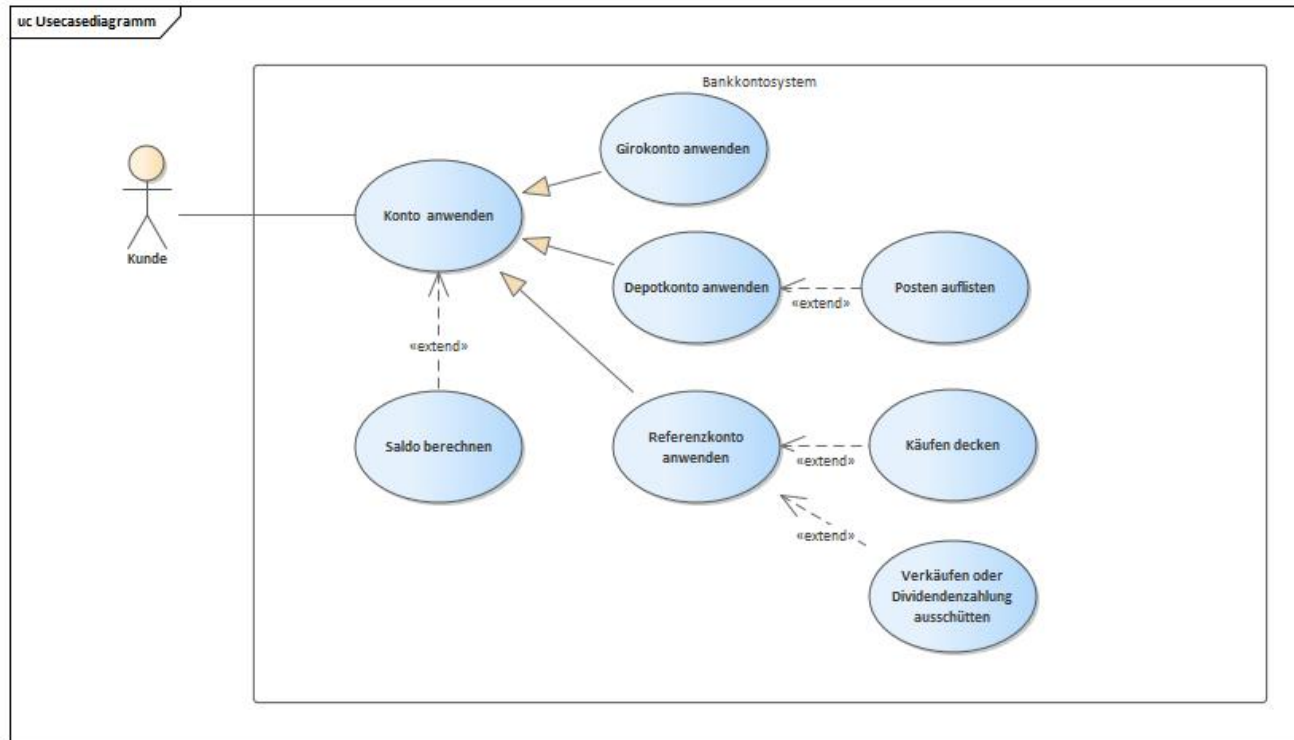 uc Usecasediagramm
Bankkontosystem
Girokonto anwenden
Konto anwenden
Kunde
Depotkonto anwenden
«extend»
Posten auflisten
«extend»
Saldo berechnen
Referenzkonto
anwenden
«extend»
Käufen decken
«extend»
Verkäufen oder
Dividendenzahlung
ausschütten